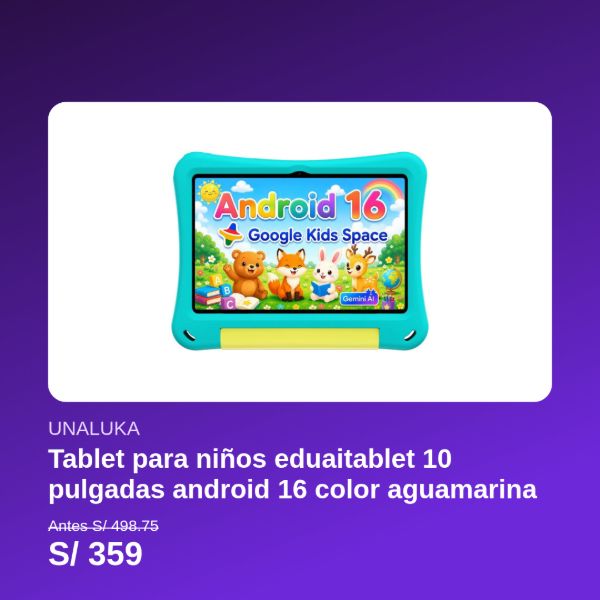 Android 16
Google Kids Space
A
B
C
Gemini AI
UNALUKA
Tablet para niños eduaitablet 10
pulgadas android 16 color aguamarina
Antes S/ 498.75
S/ 359